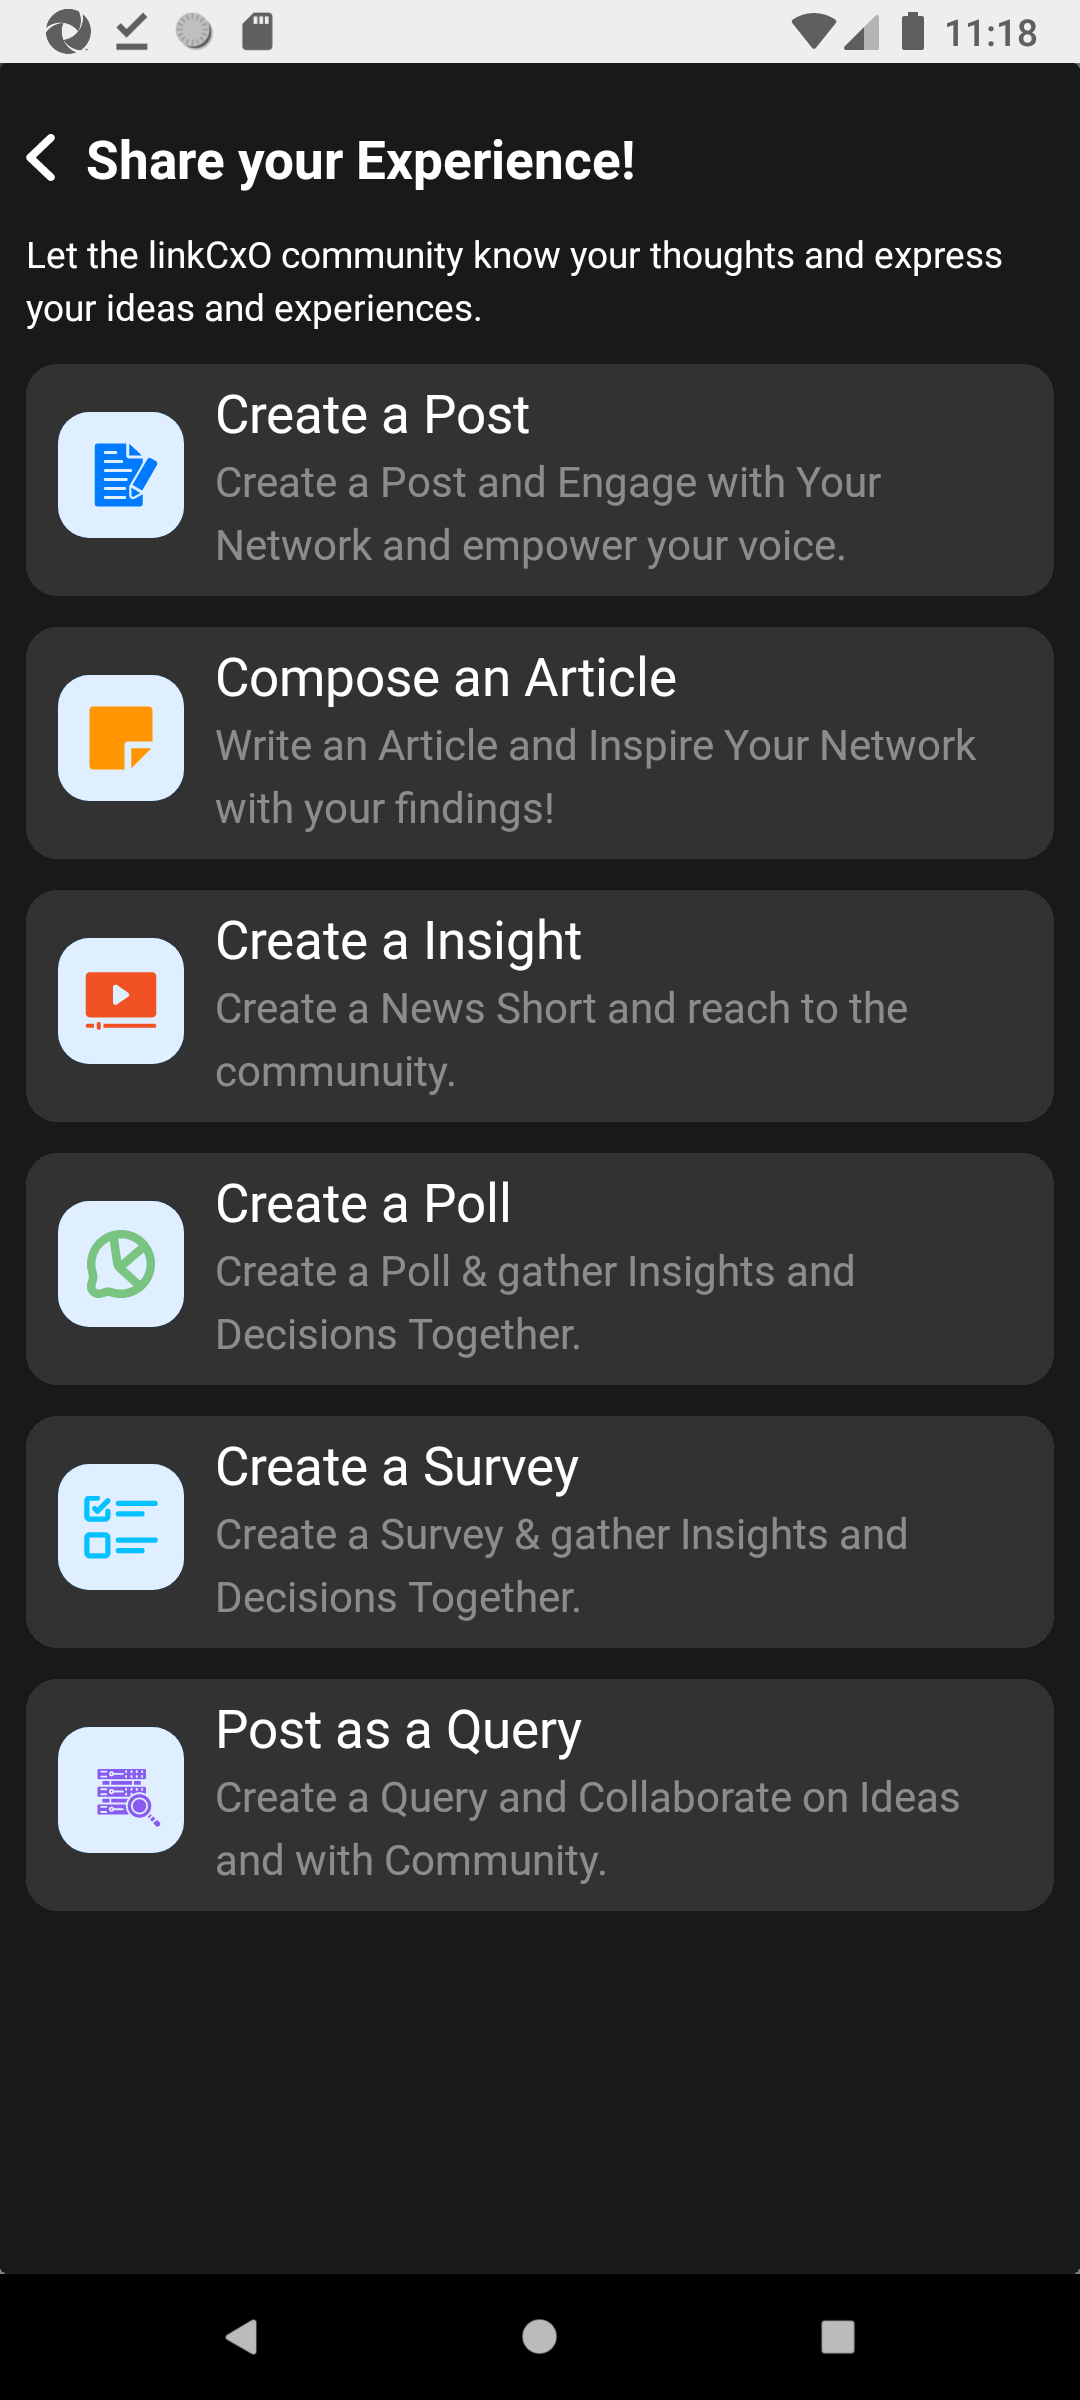 11:18
Share your Experience!
Let the linkCxO community know your thoughts and express
your ideas and experiences.
Create a Post
Create a Post and Engage with Your
Network and empower your voice.
Compose an Article
Write an Article and Inspire Your Network
with your findings!
Create a Insight
Create a News Short and reach to the
communuity.
Create a Poll
Create a Poll & gather Insights and
Decisions Together.
Create a Survey
Create a Survey & gather Insights and
Decisions Together.
Post as a Query
Create a Query and Collaborate on Ideas
and with Community.